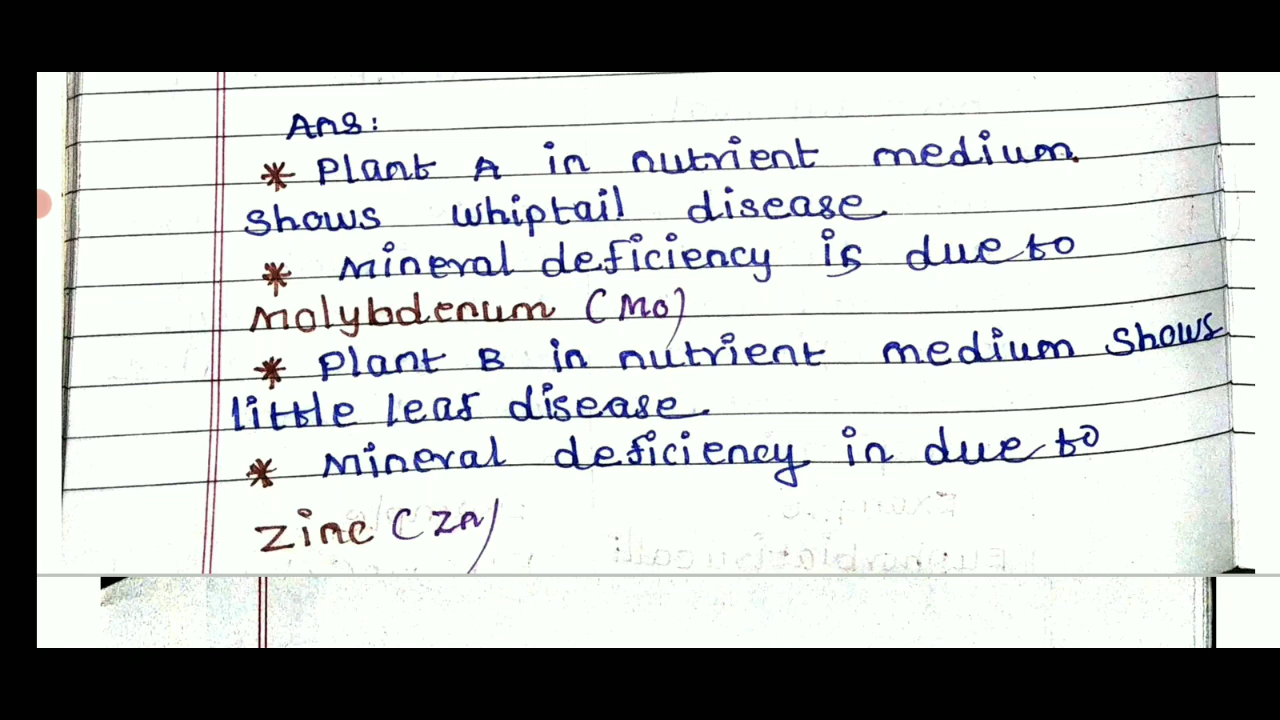 Ans:
* Plant A in nutrient medium
shows whiptail disease.
* Mineral deficiency is due to
Molybdenum (Mo)
* Plant B in nutrient medium shows
little leaf disease.
* Mineral deficiency in due to
Zinc (Zn)